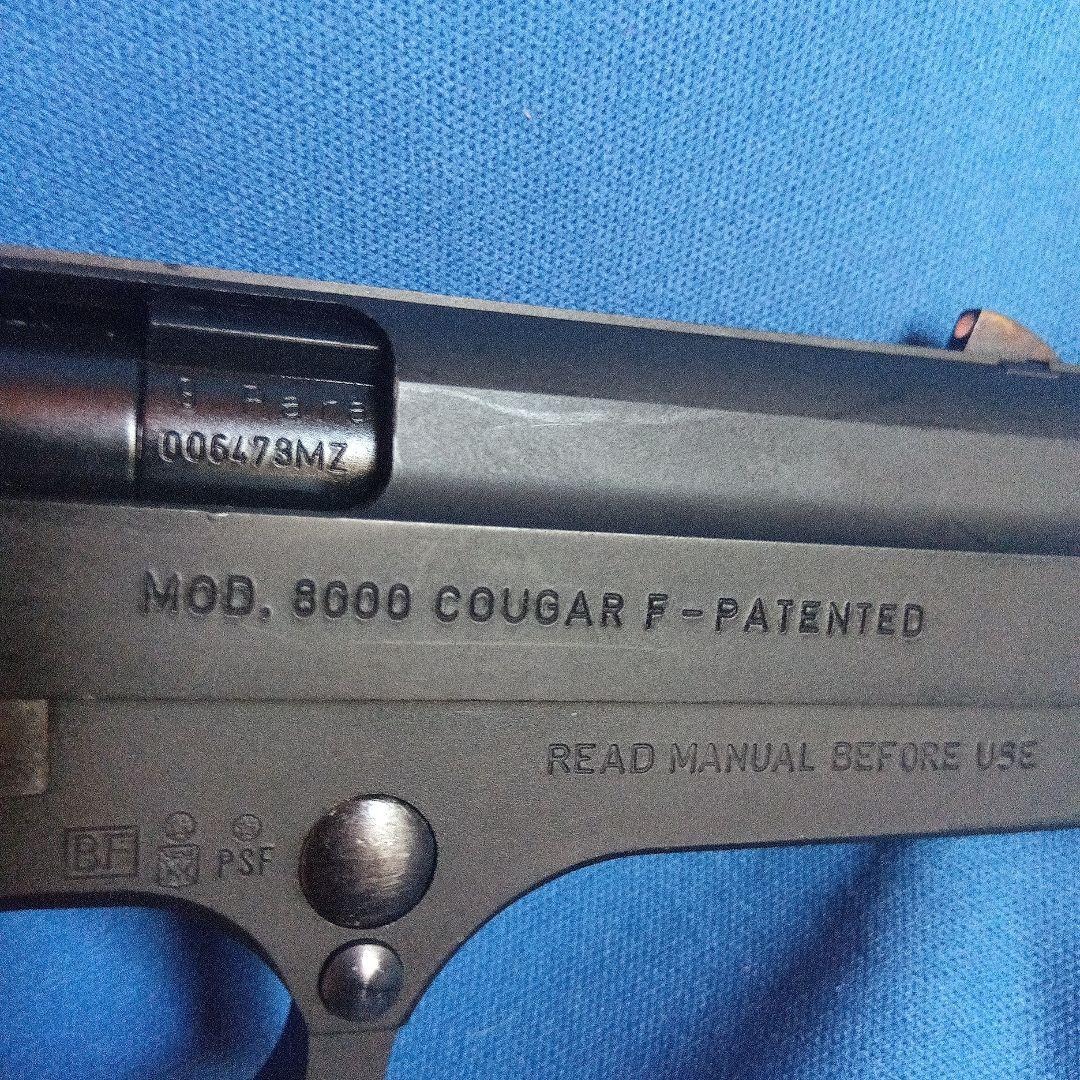 006473MZ
MOD. 8000 COUGAR F-PATENTED
READ MANUAL BEFORE USE
BF PSF